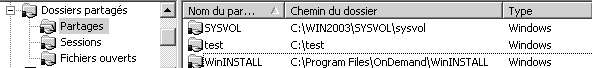 Dossiers partagés
Partages
Sessions
Fichiers ouverts
Nom du par... Chemin du dossier Type
SYSVOL C:\WIN2003\SYSVOL\sysvol Windows
test C:\test Windows
WinINSTALL C:\Program Files\OnDemand\WinINSTALL Windows